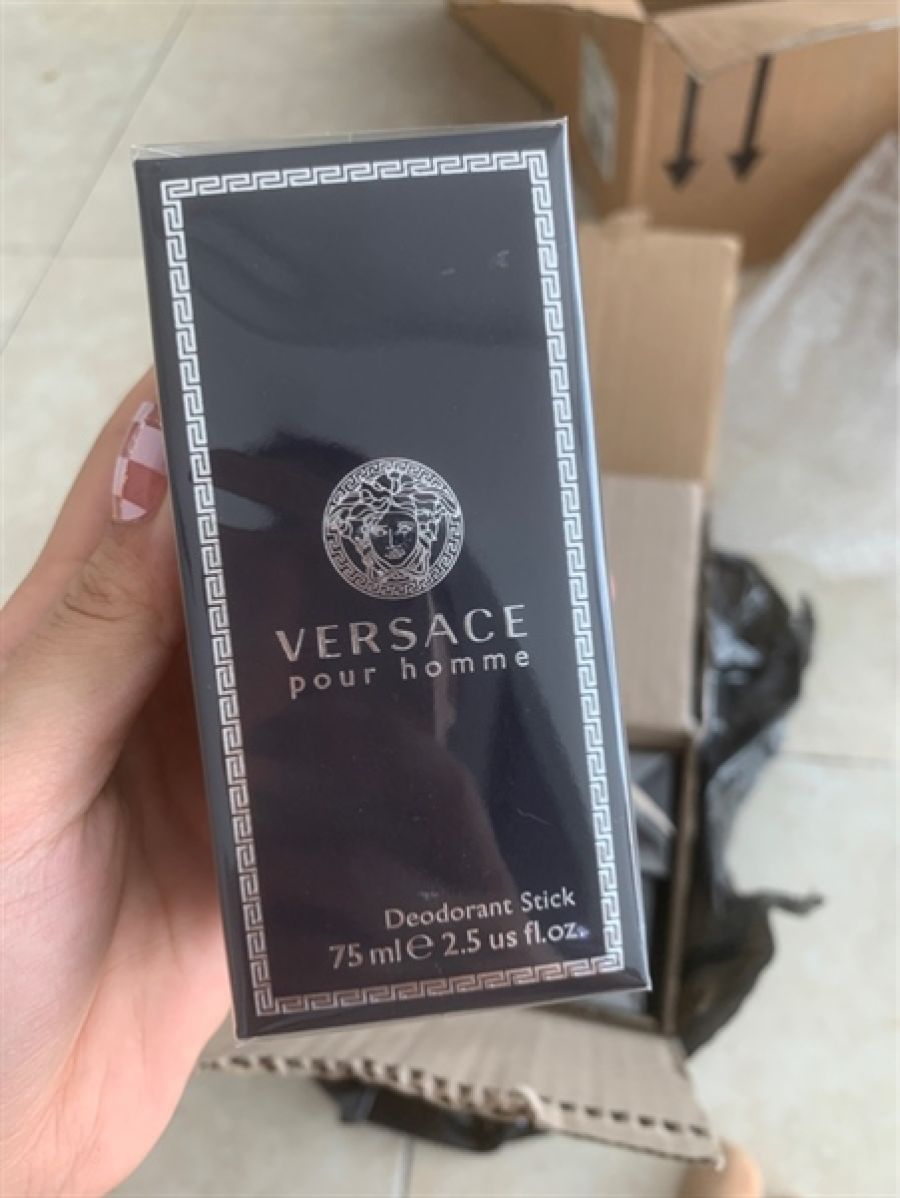 VERSACE
pour homme
Deodorant Stick
75 ml ℮ 2.5 us fl.oz.